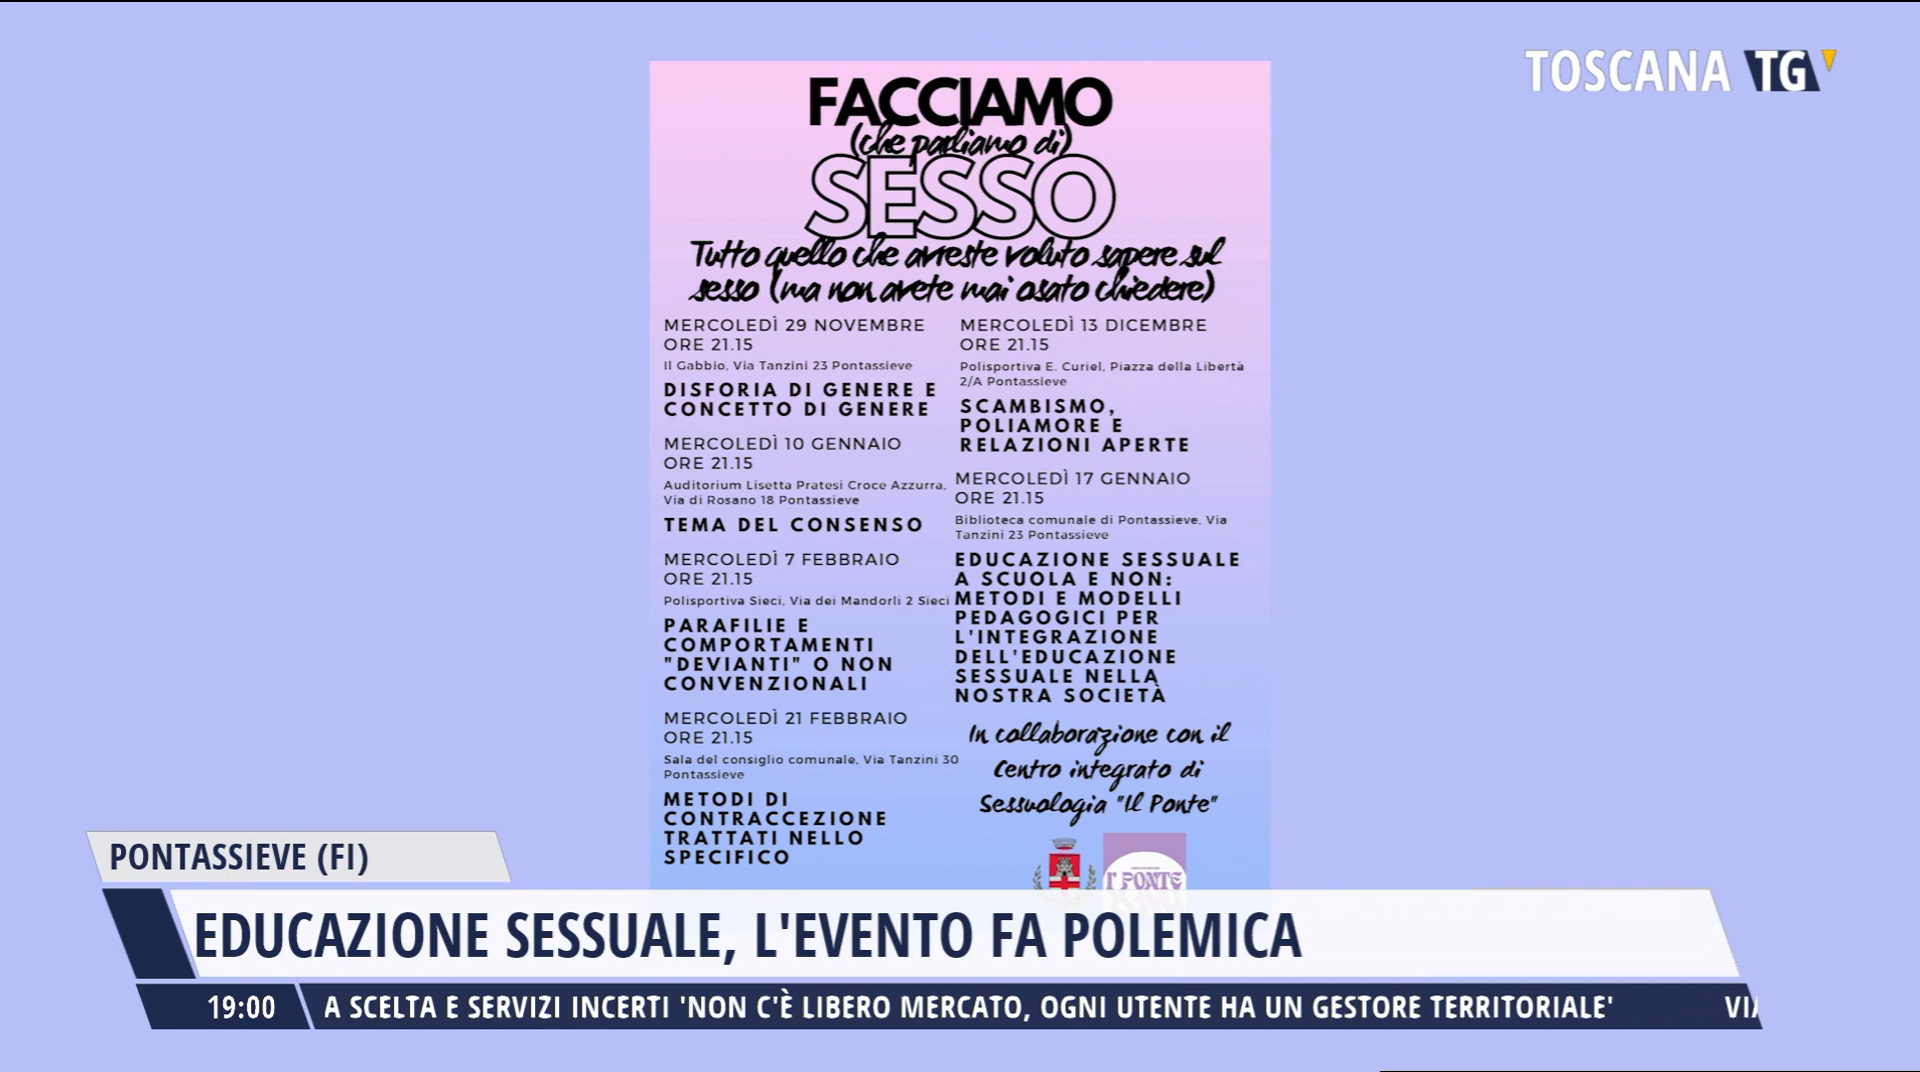 TOSCANA TG
FACCIAMO
(che parliamo di)
SESSO
Tutto quello che avreste voluto sapere sul
sesso (ma non avete mai osato chiedere)
MERCOLEDÌ 29 NOVEMBRE
ORE 21.15
Il Gabbio, Via Tanzini 23 Pontassieve
DISFORIA DI GENERE E
CONCETTO DI GENERE
MERCOLEDÌ 10 GENNAIO
ORE 21.15
Auditorium Lisetta Pratesi Croce Azzurra,
Via di Rosano 18 Pontassieve
TEMA DEL CONSENSO
MERCOLEDÌ 7 FEBBRAIO
ORE 21.15
Polisportiva Sieci, Via dei Mandorli 2 Sieci
PARAFILIE E
COMPORTAMENTI
"DEVIANTI" O NON
CONVENZIONALI
MERCOLEDÌ 21 FEBBRAIO
ORE 21.15
Sala del consiglio comunale, Via Tanzini 30
Pontassieve
METODI DI
CONTRACCEZIONE
TRATTATI NELLO
SPECIFICO
MERCOLEDÌ 13 DICEMBRE
ORE 21.15
Polisportiva E. Curiel, Piazza della Libertà
2/A Pontassieve
SCAMBISMO,
POLIAMORE E
RELAZIONI APERTE
MERCOLEDÌ 17 GENNAIO
ORE 21.15
Biblioteca comunale di Pontassieve, Via
Tanzini 23 Pontassieve
EDUCAZIONE SESSUALE
A SCUOLA E NON:
METODI E MODELLI
PEDAGOGICI PER
L'INTEGRAZIONE
DELL'EDUCAZIONE
SESSUALE NELLA
NOSTRA SOCIETÀ
In collaborazione con il
Centro integrato di
Sessuologia "Il Ponte"
PONTE
PONTASSIEVE (FI)
EDUCAZIONE SESSUALE, L'EVENTO FA POLEMICA
19:00 A SCELTA E SERVIZI INCERTI 'NON C'È LIBERO MERCATO, OGNI UTENTE HA UN GESTORE TERRITORIALE'